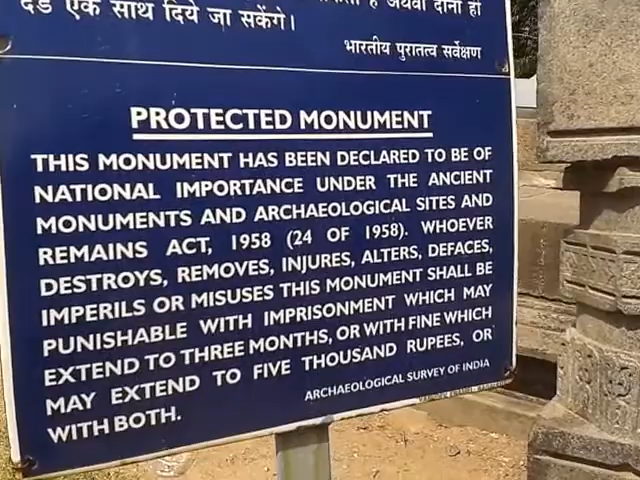 दंड एक साथ दिये जा सकेंगे।
भारतीय पुरातत्व सर्वेक्षण
PROTECTED MONUMENT
THIS MONUMENT HAS BEEN DECLARED TO BE OF
NATIONAL IMPORTANCE UNDER THE ANCIENT
MONUMENTS AND ARCHAEOLOGICAL SITES AND
REMAINS ACT, 1958 (24 OF 1958). WHOEVER
DESTROYS, REMOVES, INJURES, ALTERS, DEFACES,
IMPERILS OR MISUSES THIS MONUMENT SHALL BE
PUNISHABLE WITH IMPRISONMENT WHICH MAY
EXTEND TO THREE MONTHS, OR WITH FINE WHICH
MAY EXTEND TO FIVE THOUSAND RUPEES, OR
WITH BOTH.
ARCHAEOLOGICAL SURVEY OF INDIA